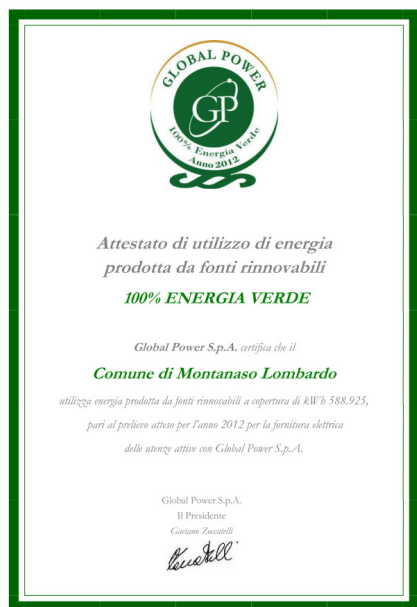 GLOBAL POWER
GP
100% Energia Verde
Anno 2012
Attestato di utilizzo di energia
prodotta da fonti rinnovabili
100% ENERGIA VERDE
Global Power S.p.A. certifica che il
Comune di Montanaso Lombardo
utilizza energia prodotta da fonti rinnovabili a copertura di kWh 588.925,
pari al prelievo atteso per l'anno 2012 per la fornitura elettrica
delle utenze attive con Global Power S.p.A.
Global Power S.p.A.
Il Presidente
Gaetano Zoccatelli